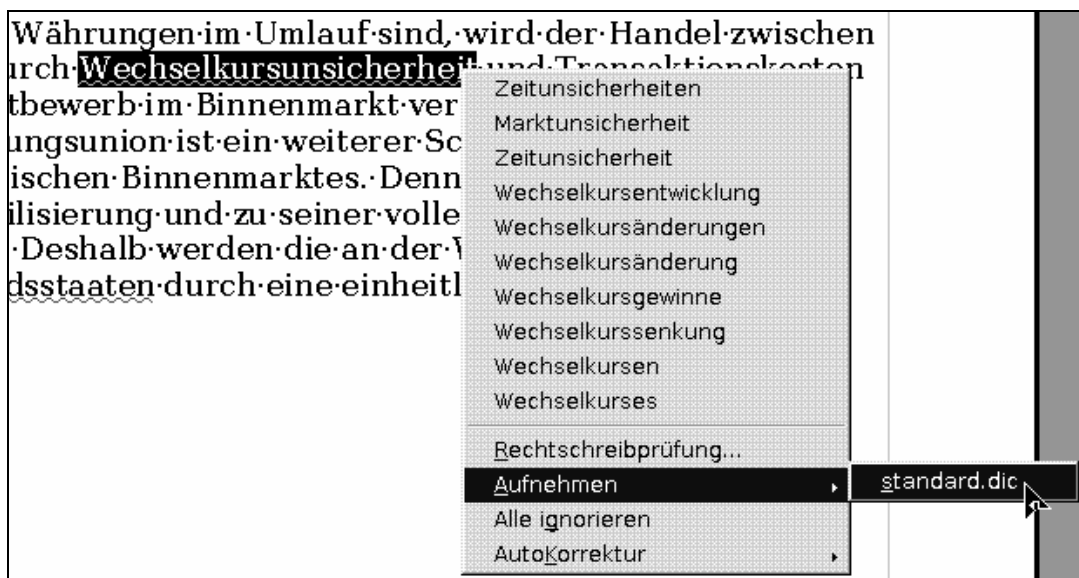 Währungen·im·Umlauf·sind,·wird·der·Handel·zwischen
urch·Wechselkursunsicherheit·und·Transaktionskosten
tbewerb·im·Binnenmarkt·ver
ungsunion·ist·ein·weiterer·Sc
ischen·Binnenmarktes.·Denn
ilisierung·und·zu·seiner·volle
·Deshalb·werden·die·an·der·W
dsstaaten·durch·eine·einheitl
Zeitunsicherheiten
Marktunsicherheit
Zeitunsicherheit
Wechselkursentwicklung
Wechselkursänderungen
Wechselkursänderung
Wechselkursgewinne
Wechselkurssenkung
Wechselkursen
Wechselkurses
Rechtschreibprüfung...
Aufnehmen
standard.dic
Alle ignorieren
AutoKorrektur